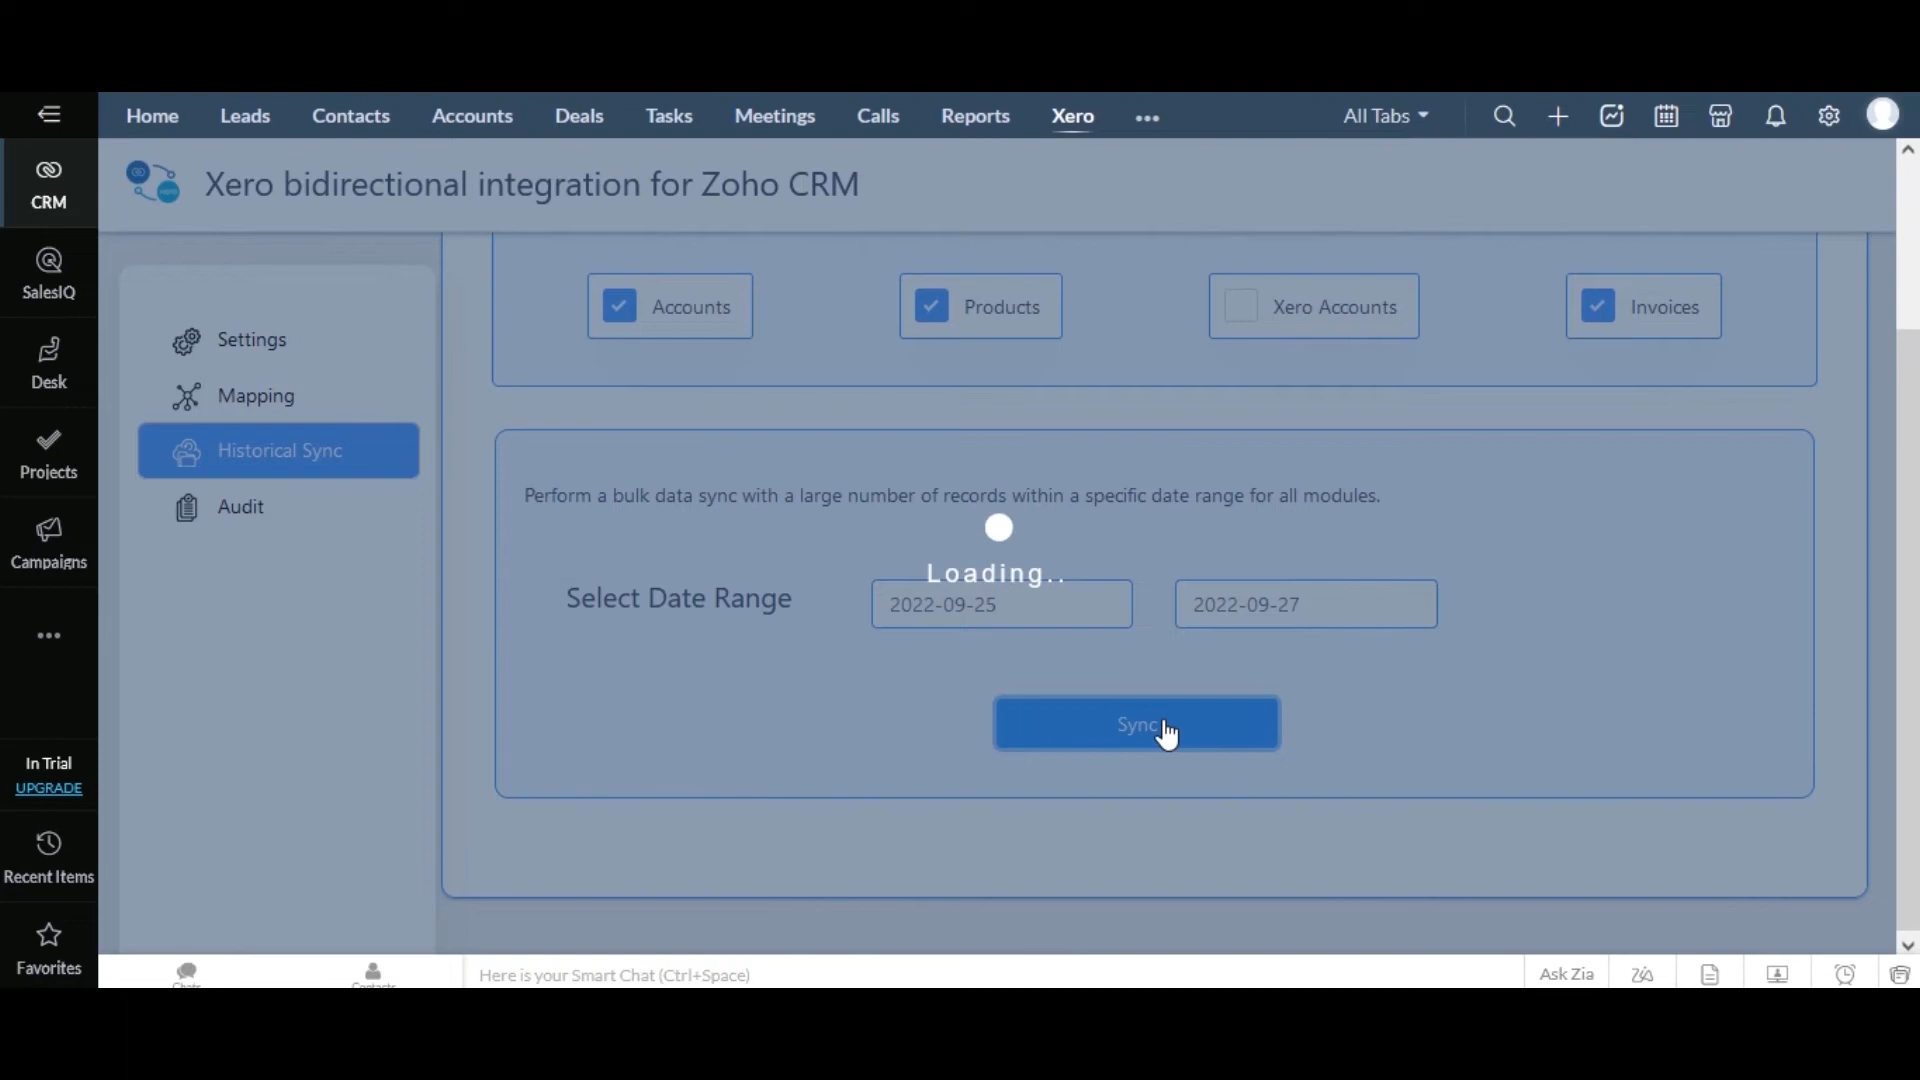 Home Leads Contacts Accounts Deals Tasks Meetings Calls Reports Xero All Tabs
CRM
SalesIQ
Desk
Projects
Campaigns
In Trial
UPGRADE
Recent Items
Favorites
Xero bidirectional integration for Zoho CRM
Settings
Mapping
Historical Sync
Audit
Accounts Products Xero Accounts Invoices
Perform a bulk data sync with a large number of records within a specific date range for all modules.
Loading..
Select Date Range 2022-09-25 2022-09-27
Sync
Chats Contacts Here is your Smart Chat (Ctrl+Space) Ask Zia